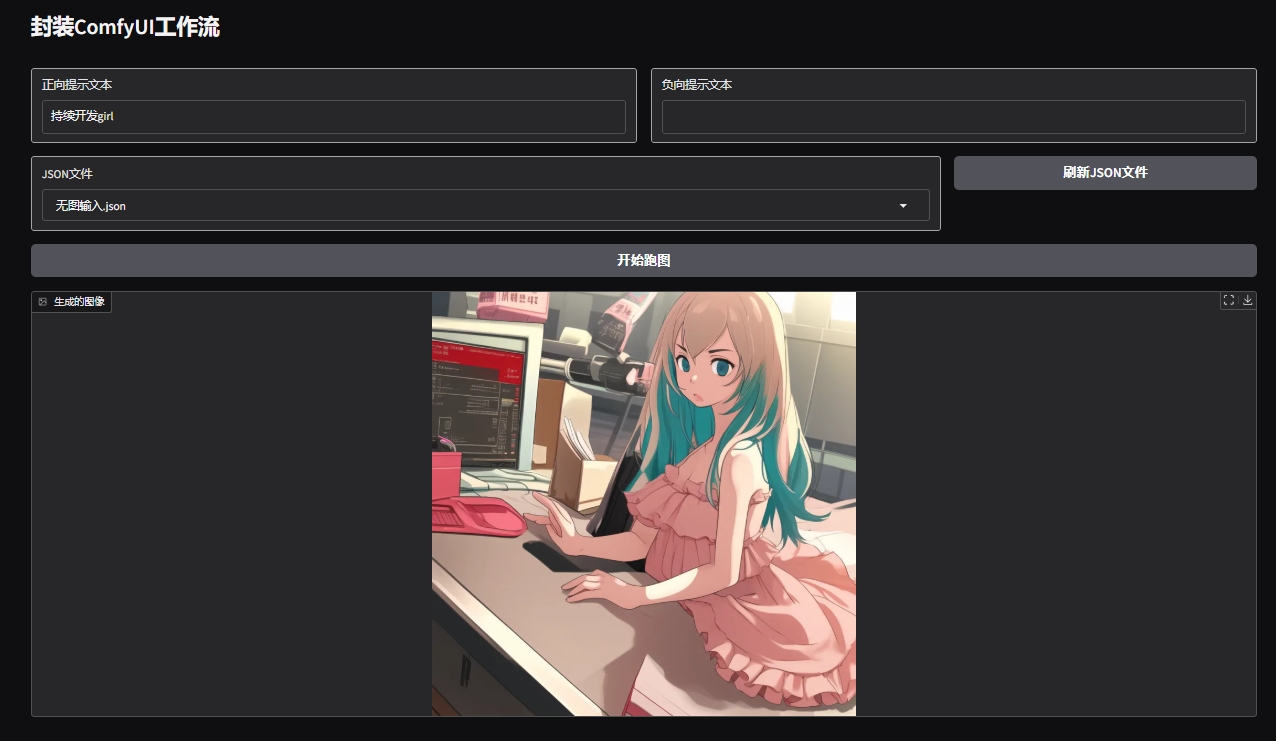 封装ComfyUI工作流
正向提示文本
负向提示文本
持续开发girl
JSON文件
刷新JSON文件
无图输入.json
开始跑图
生成的图像